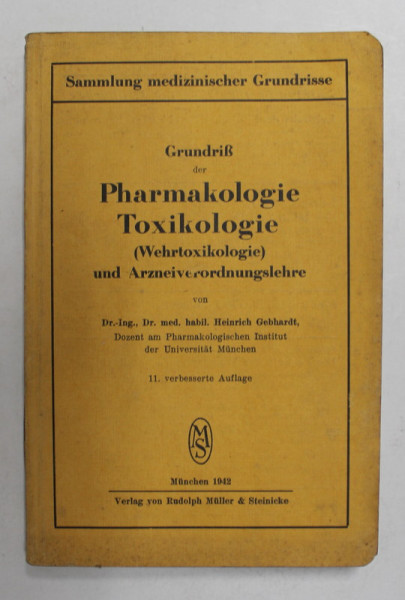 Sammlung medizinischer Grundrisse
Grundriß
der
Pharmakologie
Toxikologie
(Wehrtoxikologie)
und Arzneiverordnungslehre
von
Dr.-Ing., Dr. med. habil. Heinrich Gebhardt,
Dozent am Pharmakologischen Institut
der Universität München
11. verbesserte Auflage
MS
München 1942
Verlag von Rudolph Müller & Steinicke